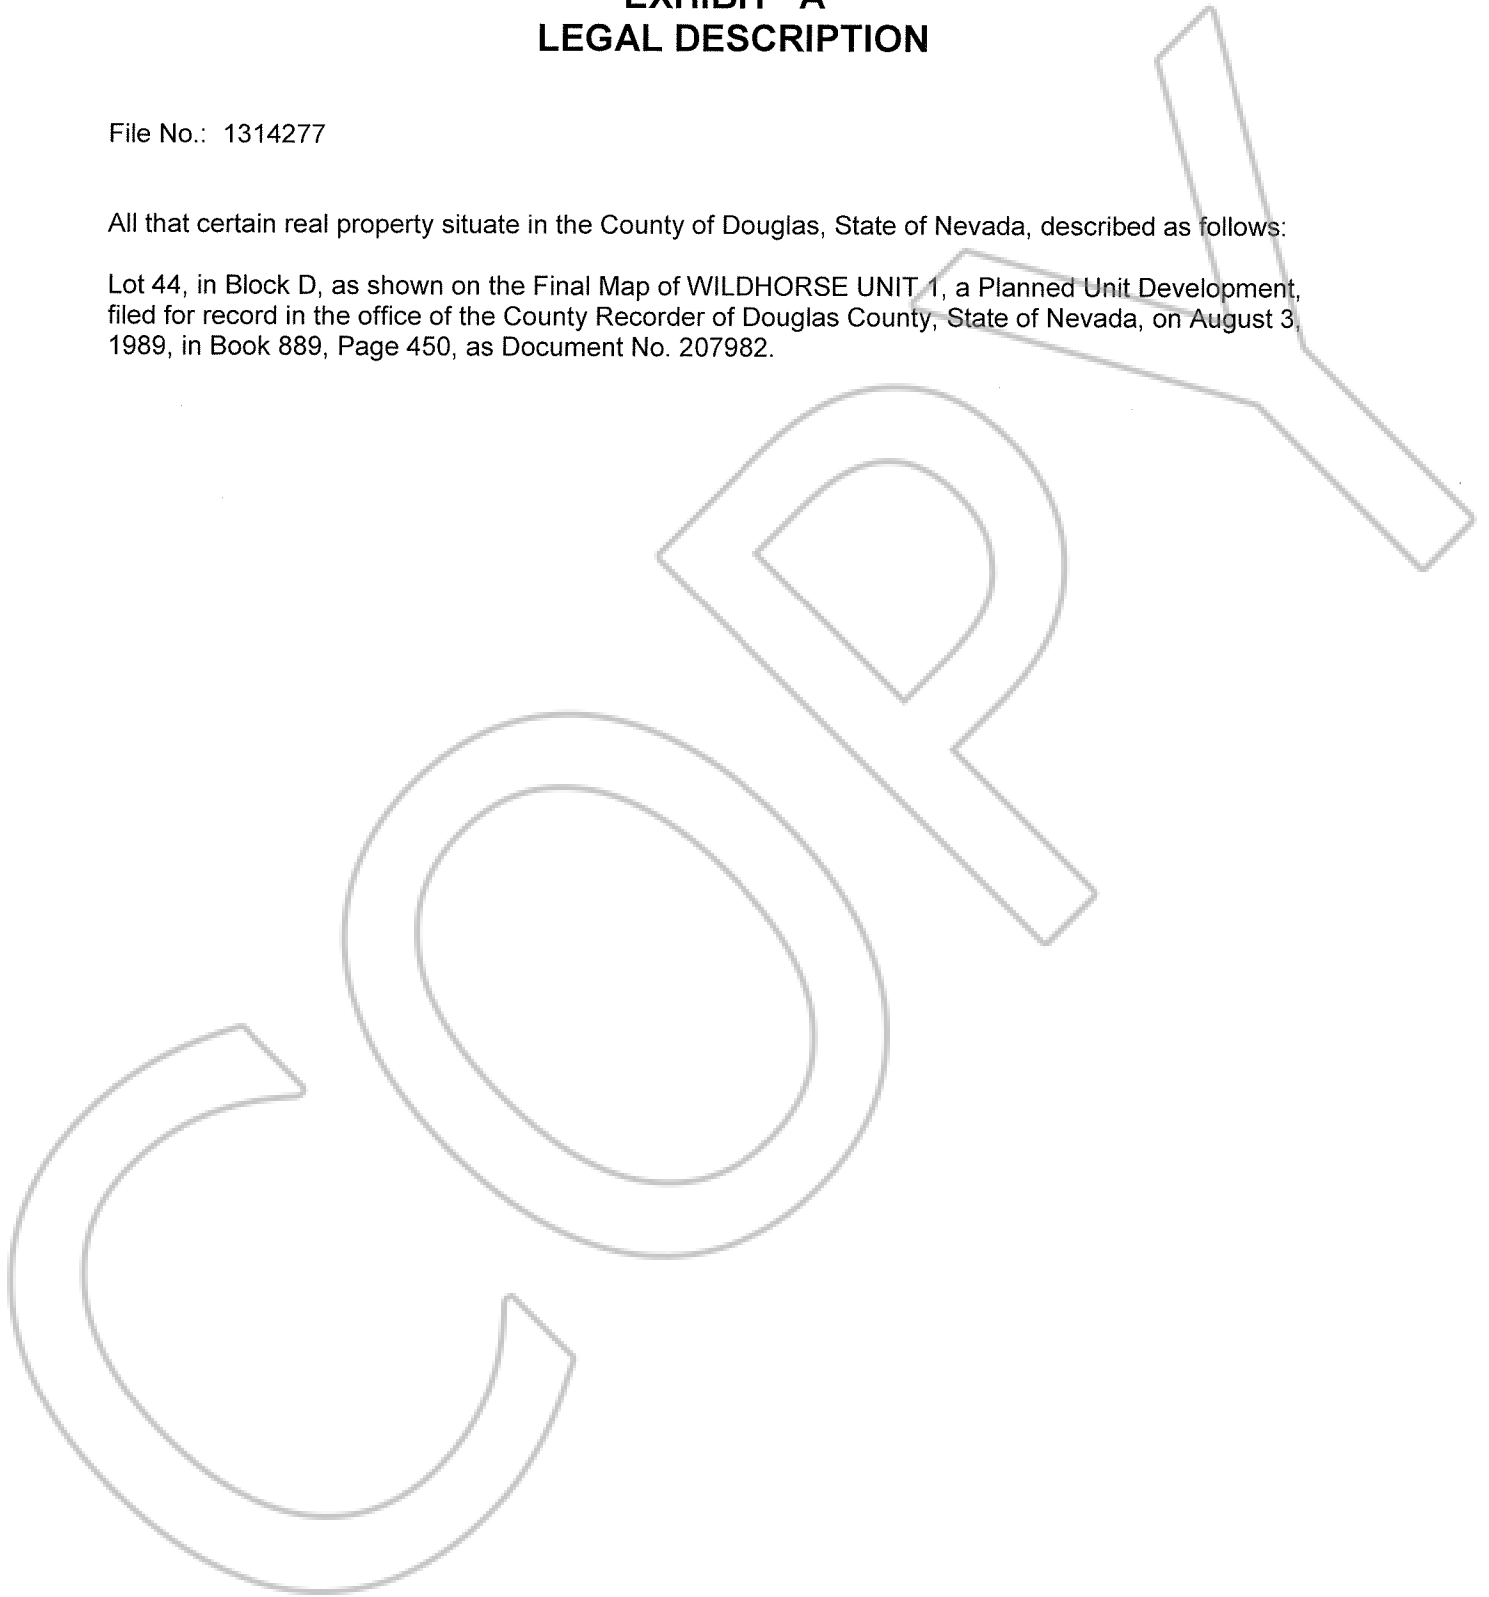 EXHIBIT "A"
LEGAL DESCRIPTION
File No.: 1314277
All that certain real property situate in the County of Douglas, State of Nevada, described as follows:
Lot 44, in Block D, as shown on the Final Map of WILDHORSE UNIT 1, a Planned Unit Development,
filed for record in the office of the County Recorder of Douglas County, State of Nevada, on August 3,
1989, in Book 889, Page 450, as Document No. 207982.
COPY